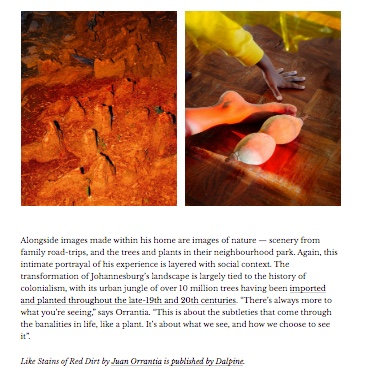 Alongside images made within his home are images of nature — scenery from
family road-trips, and the trees and plants in their neighbourhood park. Again, this
intimate portrayal of his experience is layered with social context. The
transformation of Johannesburg's landscape is largely tied to the history of
colonialism, with its urban jungle of over 10 million trees having been imported
and planted throughout the late-19th and 20th centuries. “There's always more to
what you're seeing,” says Orrantia. “This is about the subtleties that come through
the banalities in life, like a plant. It's about what we see, and how we choose to see
it”.
Like Stains of Red Dirt by Juan Orrantia is published by Dalpine.